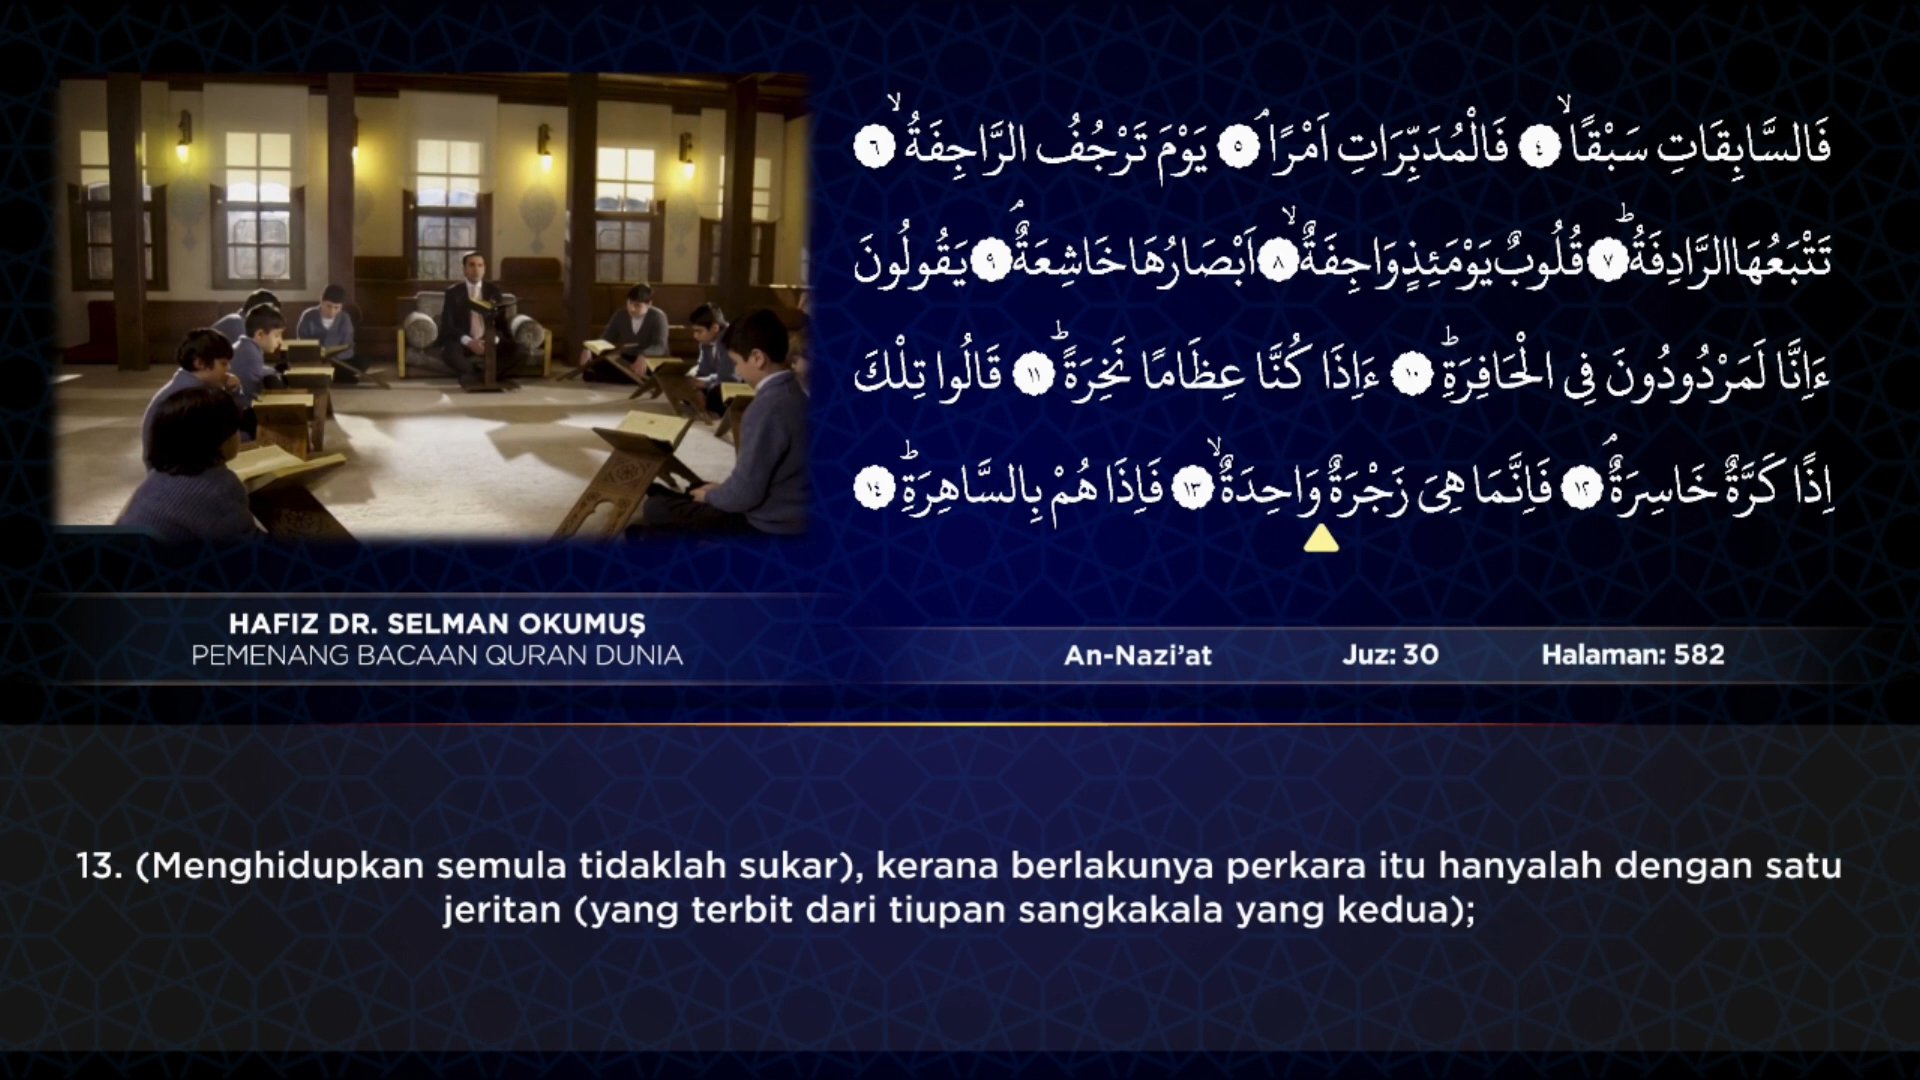 فَالسَّابِقَاتِ سَبْقًاۙ ٤ فَالْمُدَبِّرَاتِ اَمْرًاۘ ٥ يَوْمَ تَرْجُفُ الرَّاجِفَةُۙ ٦
تَتْبَعُهَا الرَّادِفَةُۜ ٧ قُلُوبٌ يَوْمَئِذٍ وَاجِفَةٌۙ ٨ اَبْصَارُهَا خَاشِعَةٌۘ ٩ يَقُولُونَ
ءَاِنَّا لَمَرْدُودُونَ فِى الْحَافِرَةِۜ ١٠ ءَاِذَا كُنَّا عِظَامًا نَخِرَةًۜ ١١ قَالُوا تِلْكَ
اِذًا كَرَّةٌ خَاسِرَةٌۘ ١٢ فَاِنَّمَا هِىَ زَجْرَةٌ وَاحِدَةٌۙ ١٣ فَاِذَا هُمْ بِالسَّاهِرَةِۜ ١٤
HAFIZ DR. SELMAN OKUMUŞ
PEMENANG BACAAN QURAN DUNIA
An-Nazi’at Juz: 30 Halaman: 582
13. (Menghidupkan semula tidaklah sukar), kerana berlakunya perkara itu hanyalah dengan satu
jeritan (yang terbit dari tiupan sangkakala yang kedua);